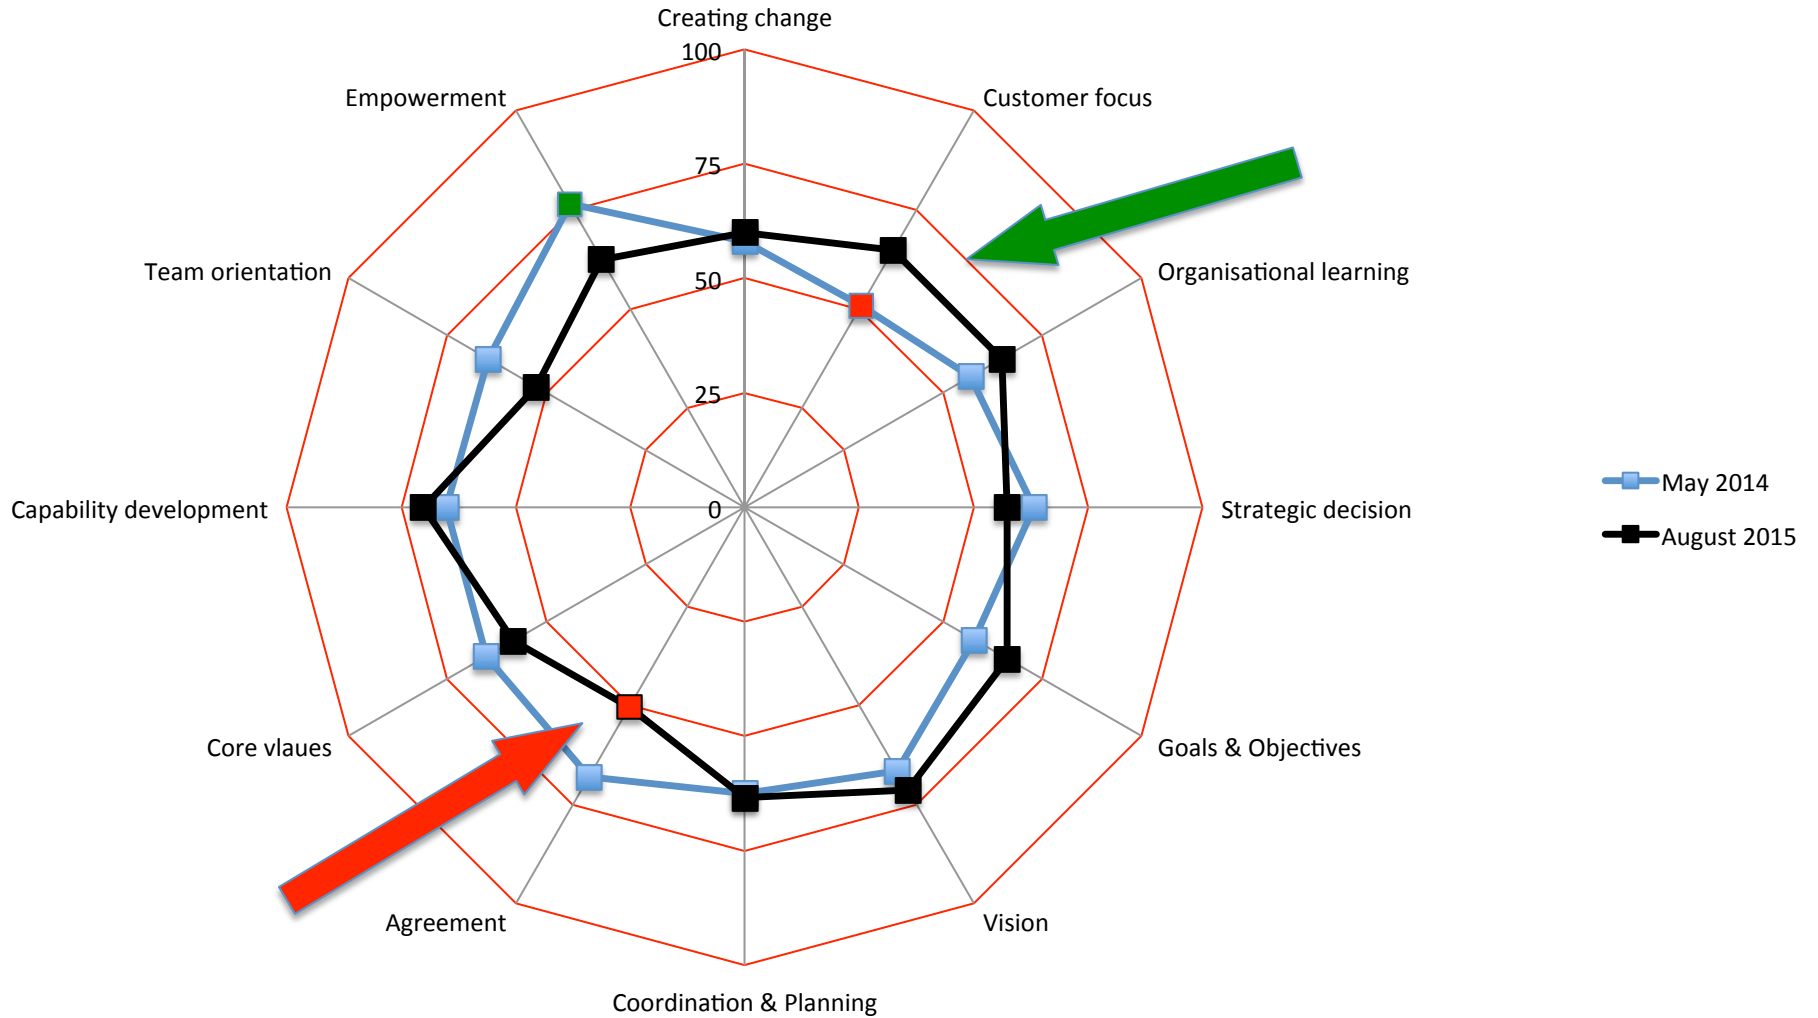 Creating change
100
Empowerment
Customer focus
75
Team orientation
Organisational learning
50
25
Capability development
0
Strategic decision
May 2014
August 2015
Core vlaues
Goals & Objectives
Agreement
Vision
Coordination & Planning